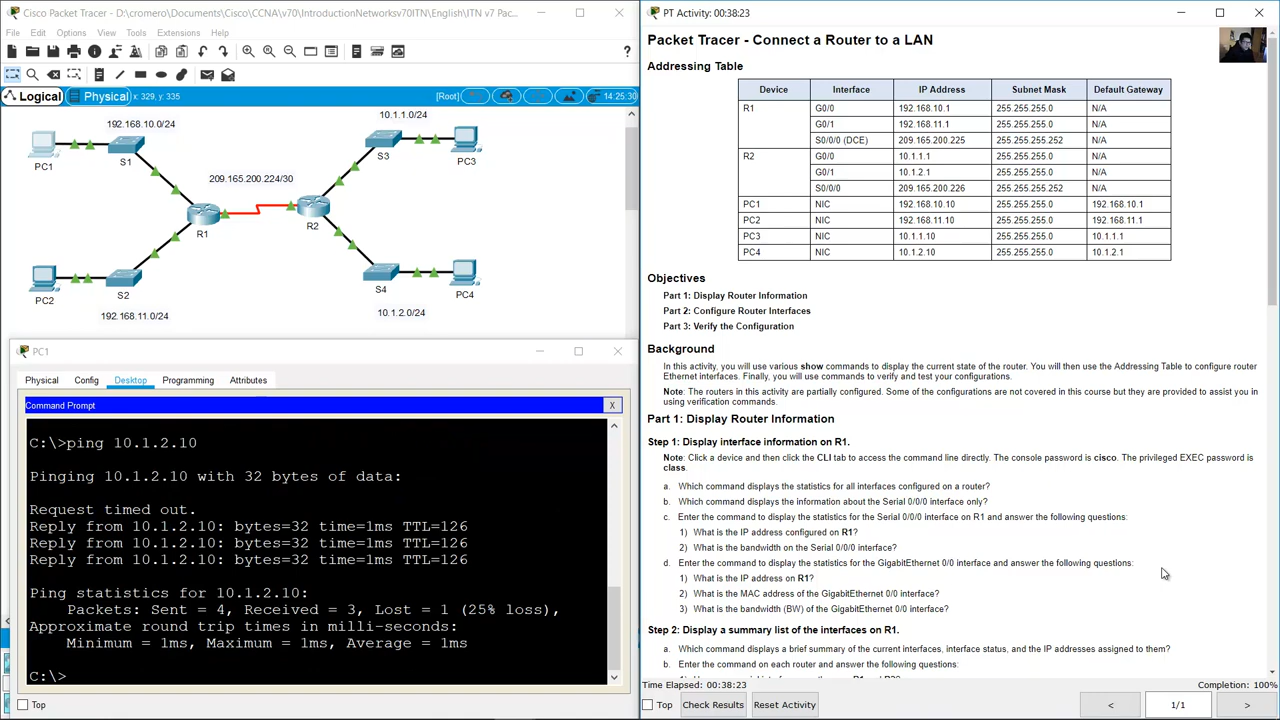 Cisco Packet Tracer - C:\Users\cromero\Documents\Cisco\CCNA\v70\IntroductionNetworksv70ITN\English\ITN v7 Pac...
File Edit Options View Tools Extensions Help
Logical Physical x: 329, y: 335 [Root] 14:25:30
192.168.10.0/24
10.1.1.0/24
PC1
S1
S3
PC3
209.165.200.224/30
R1
R2
PC2
S2
S4
PC4
192.168.11.0/24
10.1.2.0/24
PC1
Physical Config Desktop Programming Attributes
Command Prompt X
C:\>ping 10.1.2.10
Pinging 10.1.2.10 with 32 bytes of data:
Request timed out.
Reply from 10.1.2.10: bytes=32 time=1ms TTL=126
Reply from 10.1.2.10: bytes=32 time=1ms TTL=126
Reply from 10.1.2.10: bytes=32 time=1ms TTL=126
Ping statistics for 10.1.2.10:
Packets: Sent = 4, Received = 3, Lost = 1 (25% loss),
Approximate round trip times in milli-seconds:
Minimum = 1ms, Maximum = 1ms, Average = 1ms
C:\>
Top
PT Activity: 00:38:23
Packet Tracer - Connect a Router to a LAN
Addressing Table
Device Interface IP Address Subnet Mask Default Gateway
R1 G0/0 192.168.10.1 255.255.255.0 N/A
G0/1 192.168.11.1 255.255.255.0 N/A
S0/0/0 (DCE) 209.165.200.225 255.255.255.252 N/A
R2 G0/0 10.1.1.1 255.255.255.0 N/A
G0/1 10.1.2.1 255.255.255.0 N/A
S0/0/0 209.165.200.226 255.255.255.252 N/A
PC1 NIC 192.168.10.10 255.255.255.0 192.168.10.1
PC2 NIC 192.168.11.10 255.255.255.0 192.168.11.1
PC3 NIC 10.1.1.10 255.255.255.0 10.1.1.1
PC4 NIC 10.1.2.10 255.255.255.0 10.1.2.1
Objectives
Part 1: Display Router Information
Part 2: Configure Router Interfaces
Part 3: Verify the Configuration
Background
In this activity, you will use various show commands to display the current state of the router. You will then use the Addressing Table to configure router
Ethernet interfaces. Finally, you will use commands to verify and test your configurations.
Note: The routers in this activity are partially configured. Some of the configurations are not covered in this course but they are provided to assist you in
using verification commands.
Part 1: Display Router Information
Step 1: Display interface information on R1.
Note: Click a device and then click the CLI tab to access the command line directly. The console password is cisco. The privileged EXEC password is
class.
a. Which command displays the statistics for all interfaces configured on a router?
b. Which command displays the information about the Serial 0/0/0 interface only?
c. Enter the command to display the statistics for the Serial 0/0/0 interface on R1 and answer the following questions:
1) What is the IP address configured on R1?
2) What is the bandwidth on the Serial 0/0/0 interface?
d. Enter the command to display the statistics for the GigabitEthernet 0/0 interface and answer the following questions:
1) What is the IP address on R1?
2) What is the MAC address of the GigabitEthernet 0/0 interface?
3) What is the bandwidth (BW) of the GigabitEthernet 0/0 interface?
Step 2: Display a summary list of the interfaces on R1.
a. Which command displays a brief summary of the current interfaces, interface status, and the IP addresses assigned to them?
b. Enter the command on each router and answer the following questions:
Time Elapsed: 00:38:23 Completion: 100%
Top Check Results Reset Activity < 1/1 >